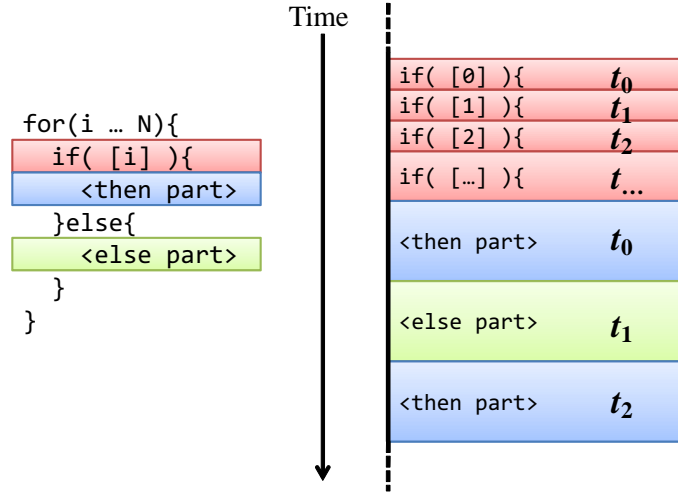 Time
for(i … N){
if( [i] ){
<then part>
}else{
<else part>
}
}
if( [0] ){ t0
if( [1] ){ t1
if( [2] ){ t2
if( […] ){ t...
<then part> t0
<else part> t1
<then part> t2